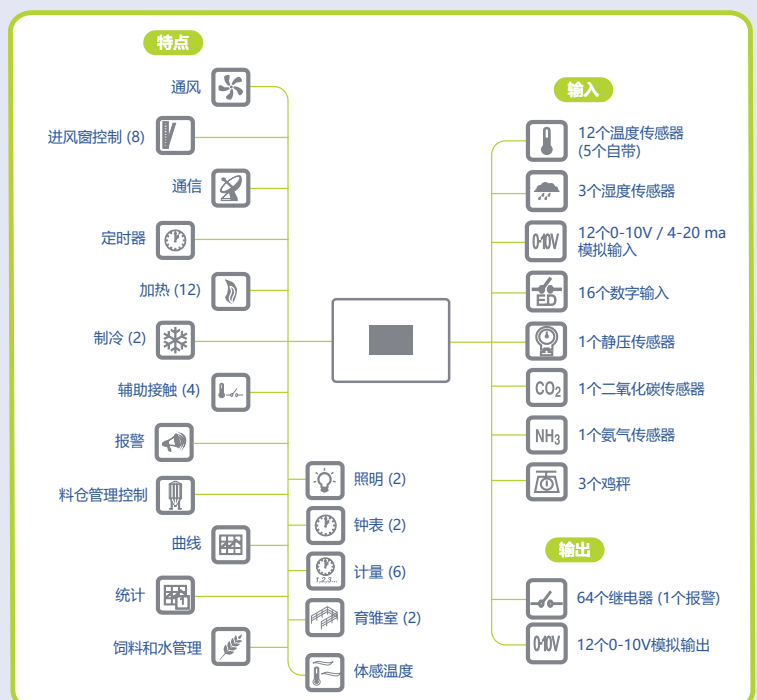 特点
通风
进风窗控制 (8)
通信
定时器
加热 (12)
制冷 (2)
辅助接触 (4)
报警
料仓管理控制
曲线
统计
饲料和水管理
照明 (2)
钟表 (2)
1,2,3...
计量 (6)
育雏室 (2)
体感温度
输入
12个温度传感器
(5个自带)
3个湿度传感器
0-10V
12个0-10V / 4-20 ma
模拟输入
ED
16个数字输入
1个静压传感器
CO2
1个二氧化碳传感器
NH3
1个氨气传感器
3个鸡秤
输出
64个继电器 (1个报警)
0-10V
12个0-10V模拟输出